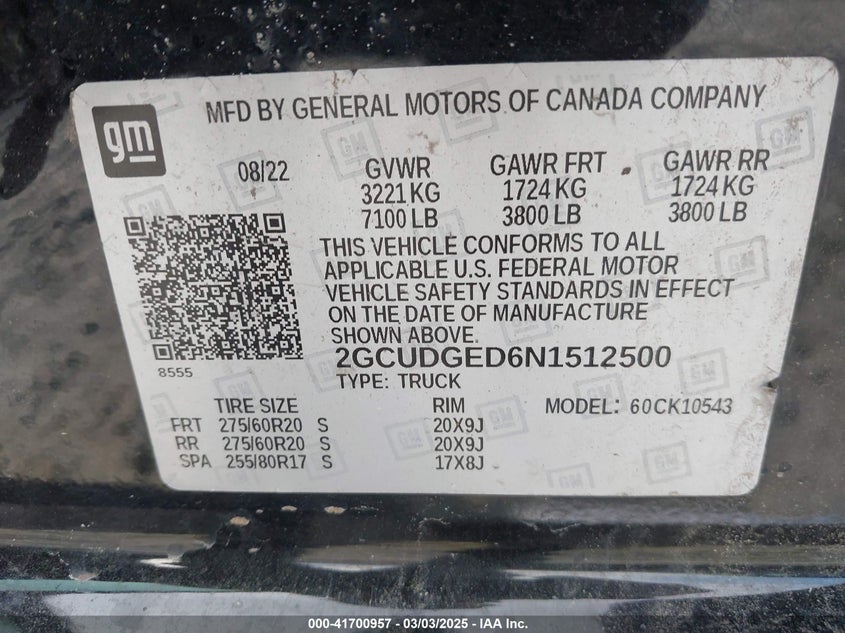 gm
MFD BY GENERAL MOTORS OF CANADA COMPANY
08/22 GVWR GAWR FRT GAWR RR
3221 KG 1724 KG 1724 KG
7100 LB 3800 LB 3800 LB
THIS VEHICLE CONFORMS TO ALL
APPLICABLE U.S. FEDERAL MOTOR
VEHICLE SAFETY STANDARDS IN EFFECT
ON THE DATE OF MANUFACTURE
SHOWN ABOVE.
8555
2GCUDGED6N1512500
TYPE: TRUCK
TIRE SIZE RIM MODEL: 60CK10543
FRT 275/60R20 S 20X9J
RR 275/60R20 S 20X9J
SPA 255/80R17 S 17X8J
000-41700957 - 03/03/2025 - IAA Inc.